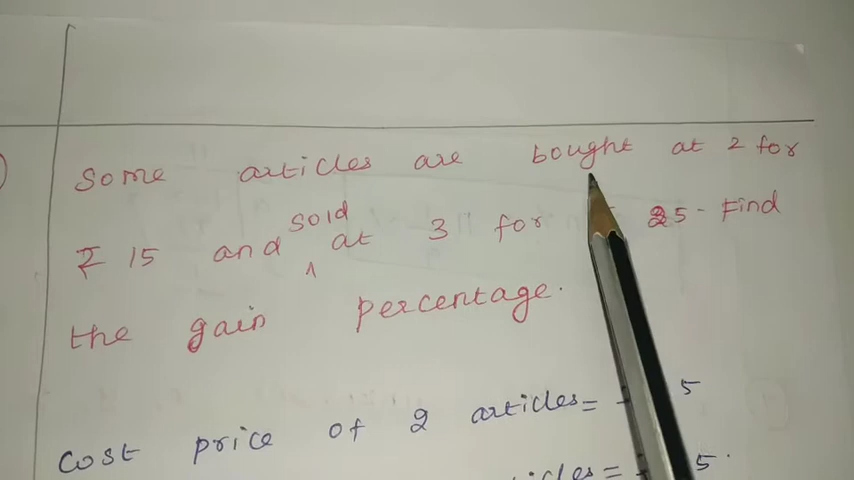 Some articles are bought at 2 for
₹ 15 and sold at 3 for 25. Find
the gain percentage.
cost price of 2 articles = 5
= 5.